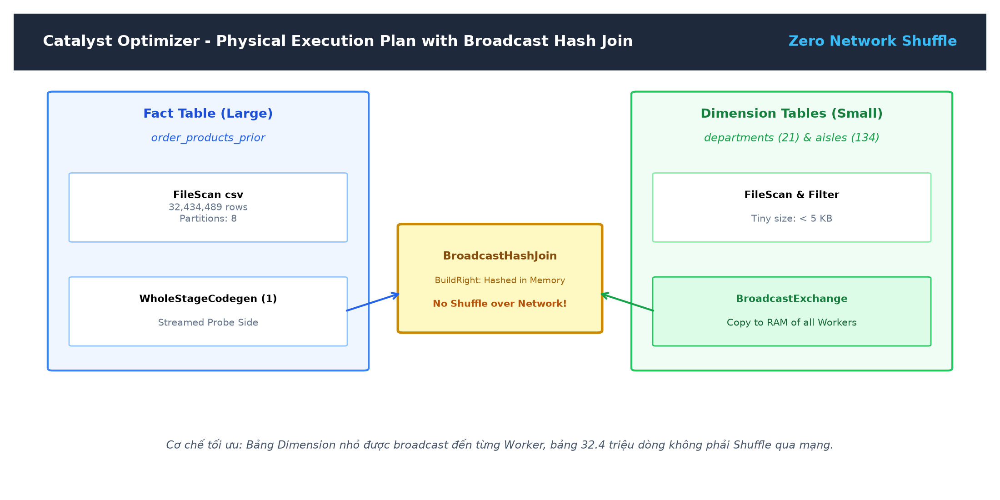 Catalyst Optimizer - Physical Execution Plan with Broadcast Hash Join
Zero Network Shuffle
Fact Table (Large)
order_products_prior
FileScan csv
32,434,489 rows
Partitions: 8
WholeStageCodegen (1)
Streamed Probe Side
BroadcastHashJoin
BuildRight: Hashed in Memory
No Shuffle over Network!
Dimension Tables (Small)
departments (21) & aisles (134)
FileScan & Filter
Tiny size: < 5 KB
BroadcastExchange
Copy to RAM of all Workers
Cơ chế tối ưu: Bảng Dimension nhỏ được broadcast đến từng Worker, bảng 32.4 triệu dòng không phải Shuffle qua mạng.